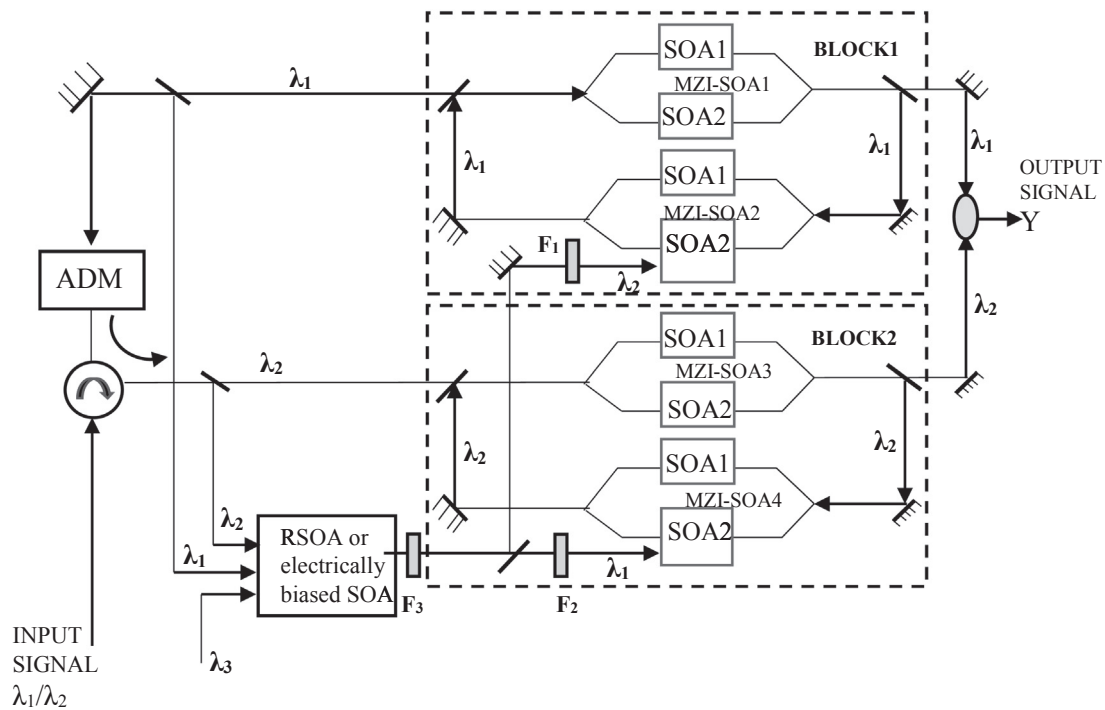 SOA1
BLOCK1
MZI-SOA1
SOA2
λ₁
λ₁
λ₁
λ₁
SOA1
MZI-SOA2
SOA2
F₁
λ₂
OUTPUT
SIGNAL
Y
ADM
λ₂
SOA1
BLOCK2
MZI-SOA3
SOA2
λ₂
λ₂
λ₂
SOA1
MZI-SOA4
SOA2
λ₂
λ₁
RSOA or
electrically
biased SOA
F₃
F₂
λ₁
λ₃
INPUT
SIGNAL
λ₁/λ₂